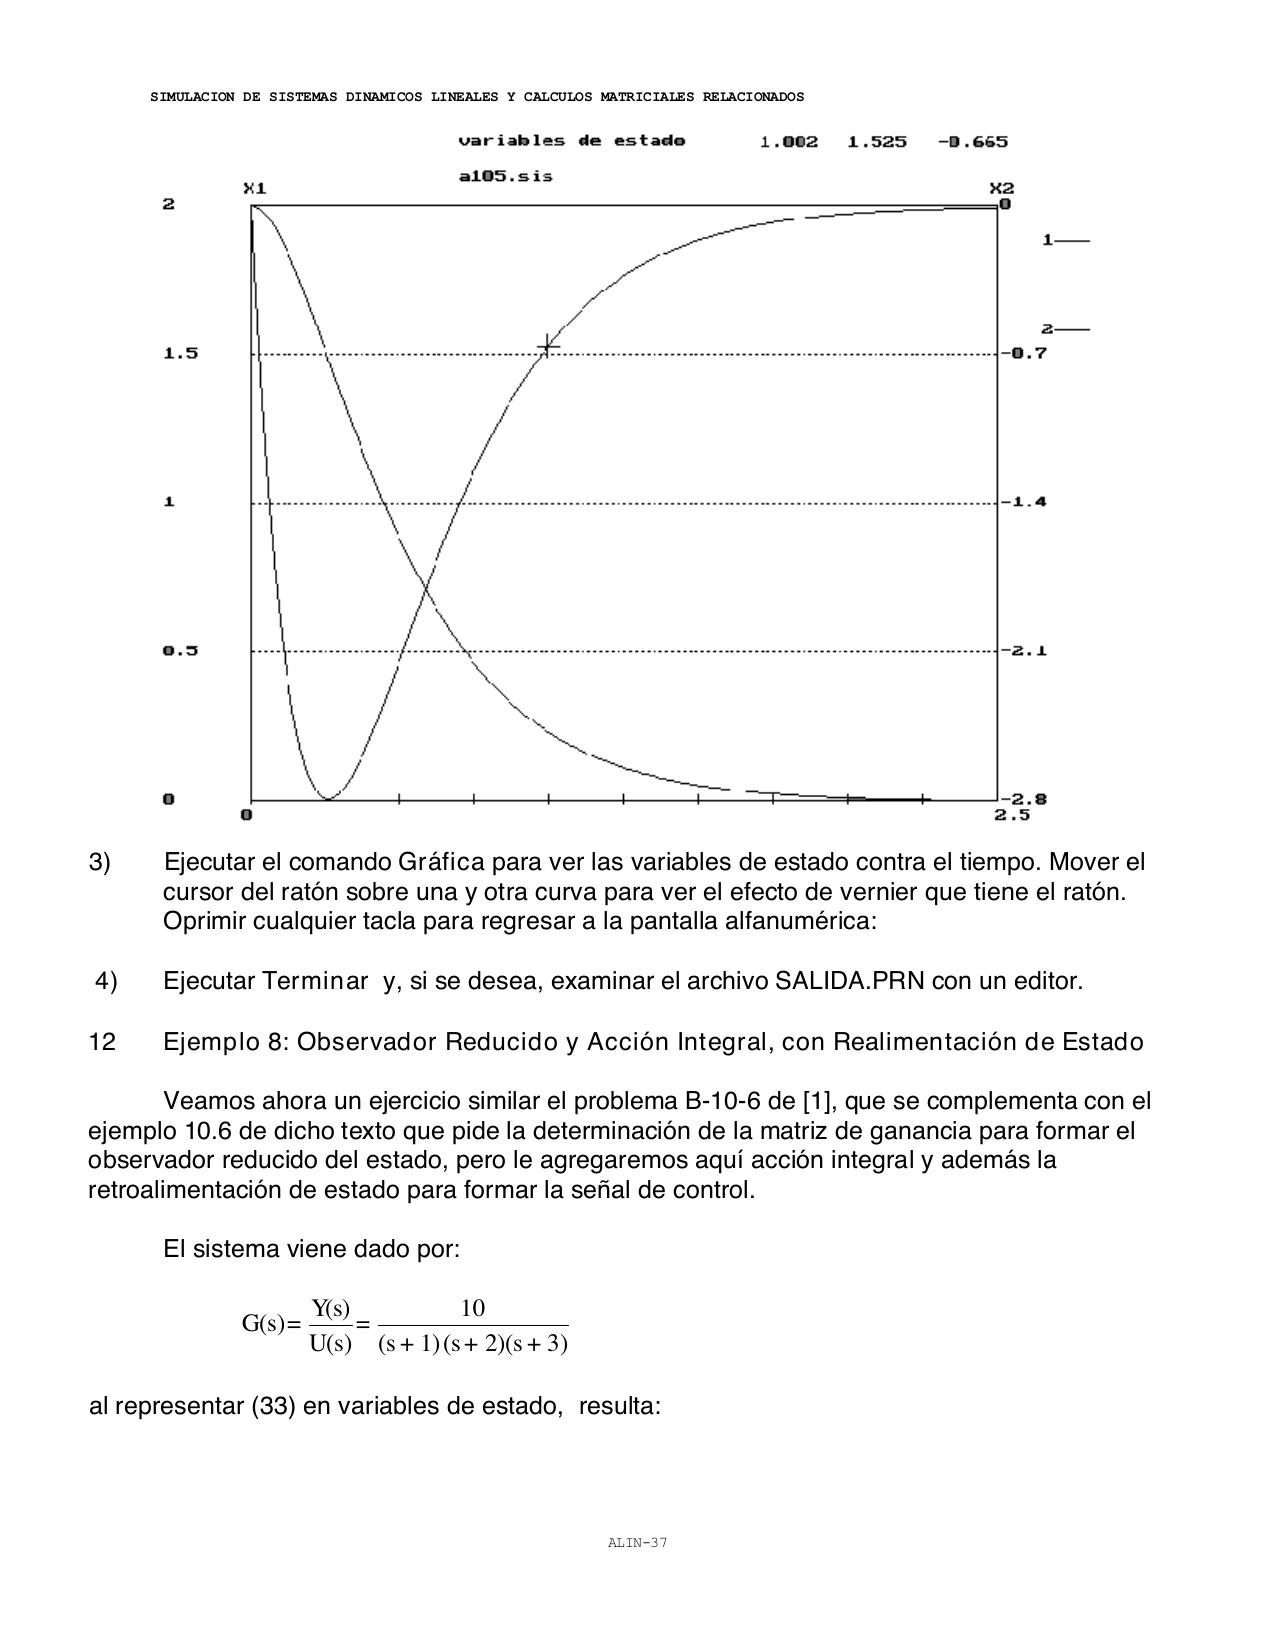 SIMULACION DE SISTEMAS DINAMICOS LINEALES Y CALCULOS MATRICIALES RELACIONADOS
variables de estado 1.002 1.525 -0.665
a105.sis
X1 X2
2 0
1
2
1.5 -0.7
1 -1.4
0.5 -2.1
0 -2.8
0 2.5
3) Ejecutar el comando Gráfica para ver las variables de estado contra el tiempo. Mover el
cursor del ratón sobre una y otra curva para ver el efecto de vernier que tiene el ratón.
Oprimir cualquier tacla para regresar a la pantalla alfanumérica:
4) Ejecutar Terminar y, si se desea, examinar el archivo SALIDA.PRN con un editor.
12 Ejemplo 8: Observador Reducido y Acción Integral, con Realimentación de Estado
Veamos ahora un ejercicio similar el problema B-10-6 de [1], que se complementa con el
ejemplo 10.6 de dicho texto que pide la determinación de la matriz de ganancia para formar el
observador reducido del estado, pero le agregaremos aquí acción integral y además la
retroalimentación de estado para formar la señal de control.
El sistema viene dado por:
G(s)= Y(s)/U(s) = 10/(s + 1)(s + 2)(s + 3)
al representar (33) en variables de estado, resulta:
ALIN-37